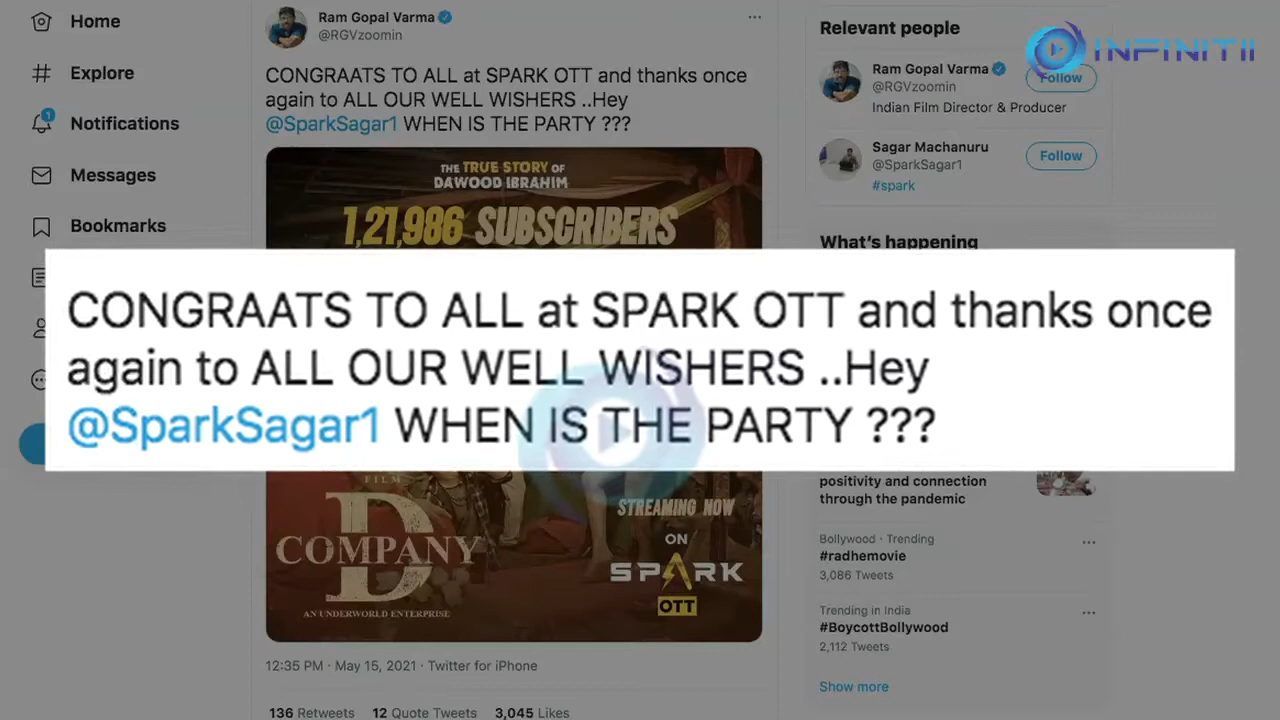 Home
Explore
1
Notifications
Messages
Bookmarks
Ram Gopal Varma
@RGVzoomin
CONGRAATS TO ALL at SPARK OTT and thanks once
again to ALL OUR WELL WISHERS ..Hey
@SparkSagar1 WHEN IS THE PARTY ???
THE TRUE STORY OF
DAWOOD IBRAHIM
1,21,986 SUBSCRIBERS
CONGRAATS TO ALL at SPARK OTT and thanks once
again to ALL OUR WELL WISHERS ..Hey
@SparkSagar1 WHEN IS THE PARTY ???
FILM
D
COMPANY
AN UNDERWORLD ENTERPRISE
STREAMING NOW
ON
SPARK
OTT
12:35 PM · May 15, 2021 · Twitter for iPhone
136 Retweets 12 Quote Tweets 3,045 Likes
Relevant people
INFINITII
Ram Gopal Varma
@RGVzoomin
Follow
Indian Film Director & Producer
Sagar Machanuru
@SparkSagar1
Follow
#spark
What's happening
positivity and connection
through the pandemic
Bollywood · Trending
#radhemovie
3,086 Tweets
Trending in India
#BoycottBollywood
2,112 Tweets
Show more